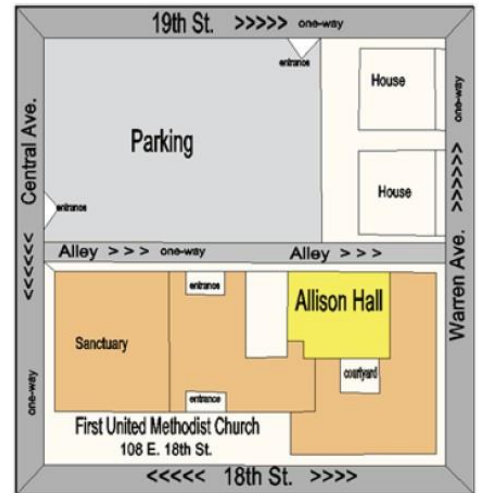 19th St. >>>>> one-way
entrance
House
one-way
Parking
Central Ave.
House
>>>>>>
entrance
Alley > > > one-way
Alley > > >
Warren Ave.
<<<<<<
entrance
Allison Hall
Sanctuary
courtyard
one-way
entrance
First United Methodist Church
108 E. 18th St.
<<<<< 18th St. >>>>